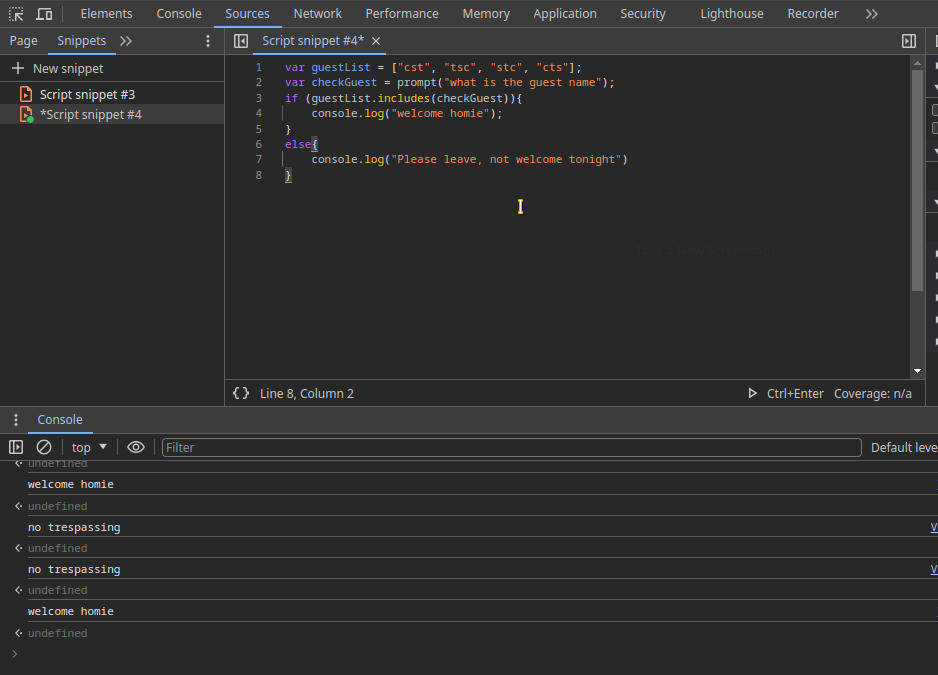 Elements Console Sources Network Performance Memory Application Security Lighthouse Recorder
Page Snippets Script snippet #4*
New snippet
Script snippet #3
*Script snippet #4
1 var guestList = ["cst", "tsc", "stc", "cts"];
2 var checkGuest = prompt("what is the guest name");
3 if (guestList.includes(checkGuest)){
4 console.log("welcome homie");
5 }
6 else{
7 console.log("Please leave, not welcome tonight")
8 }
{} Line 8, Column 2 Ctrl+Enter Coverage: n/a
Console
top Filter Default leve
undefined
welcome homie
undefined
no trespassing V
undefined
no trespassing V
undefined
welcome homie
undefined